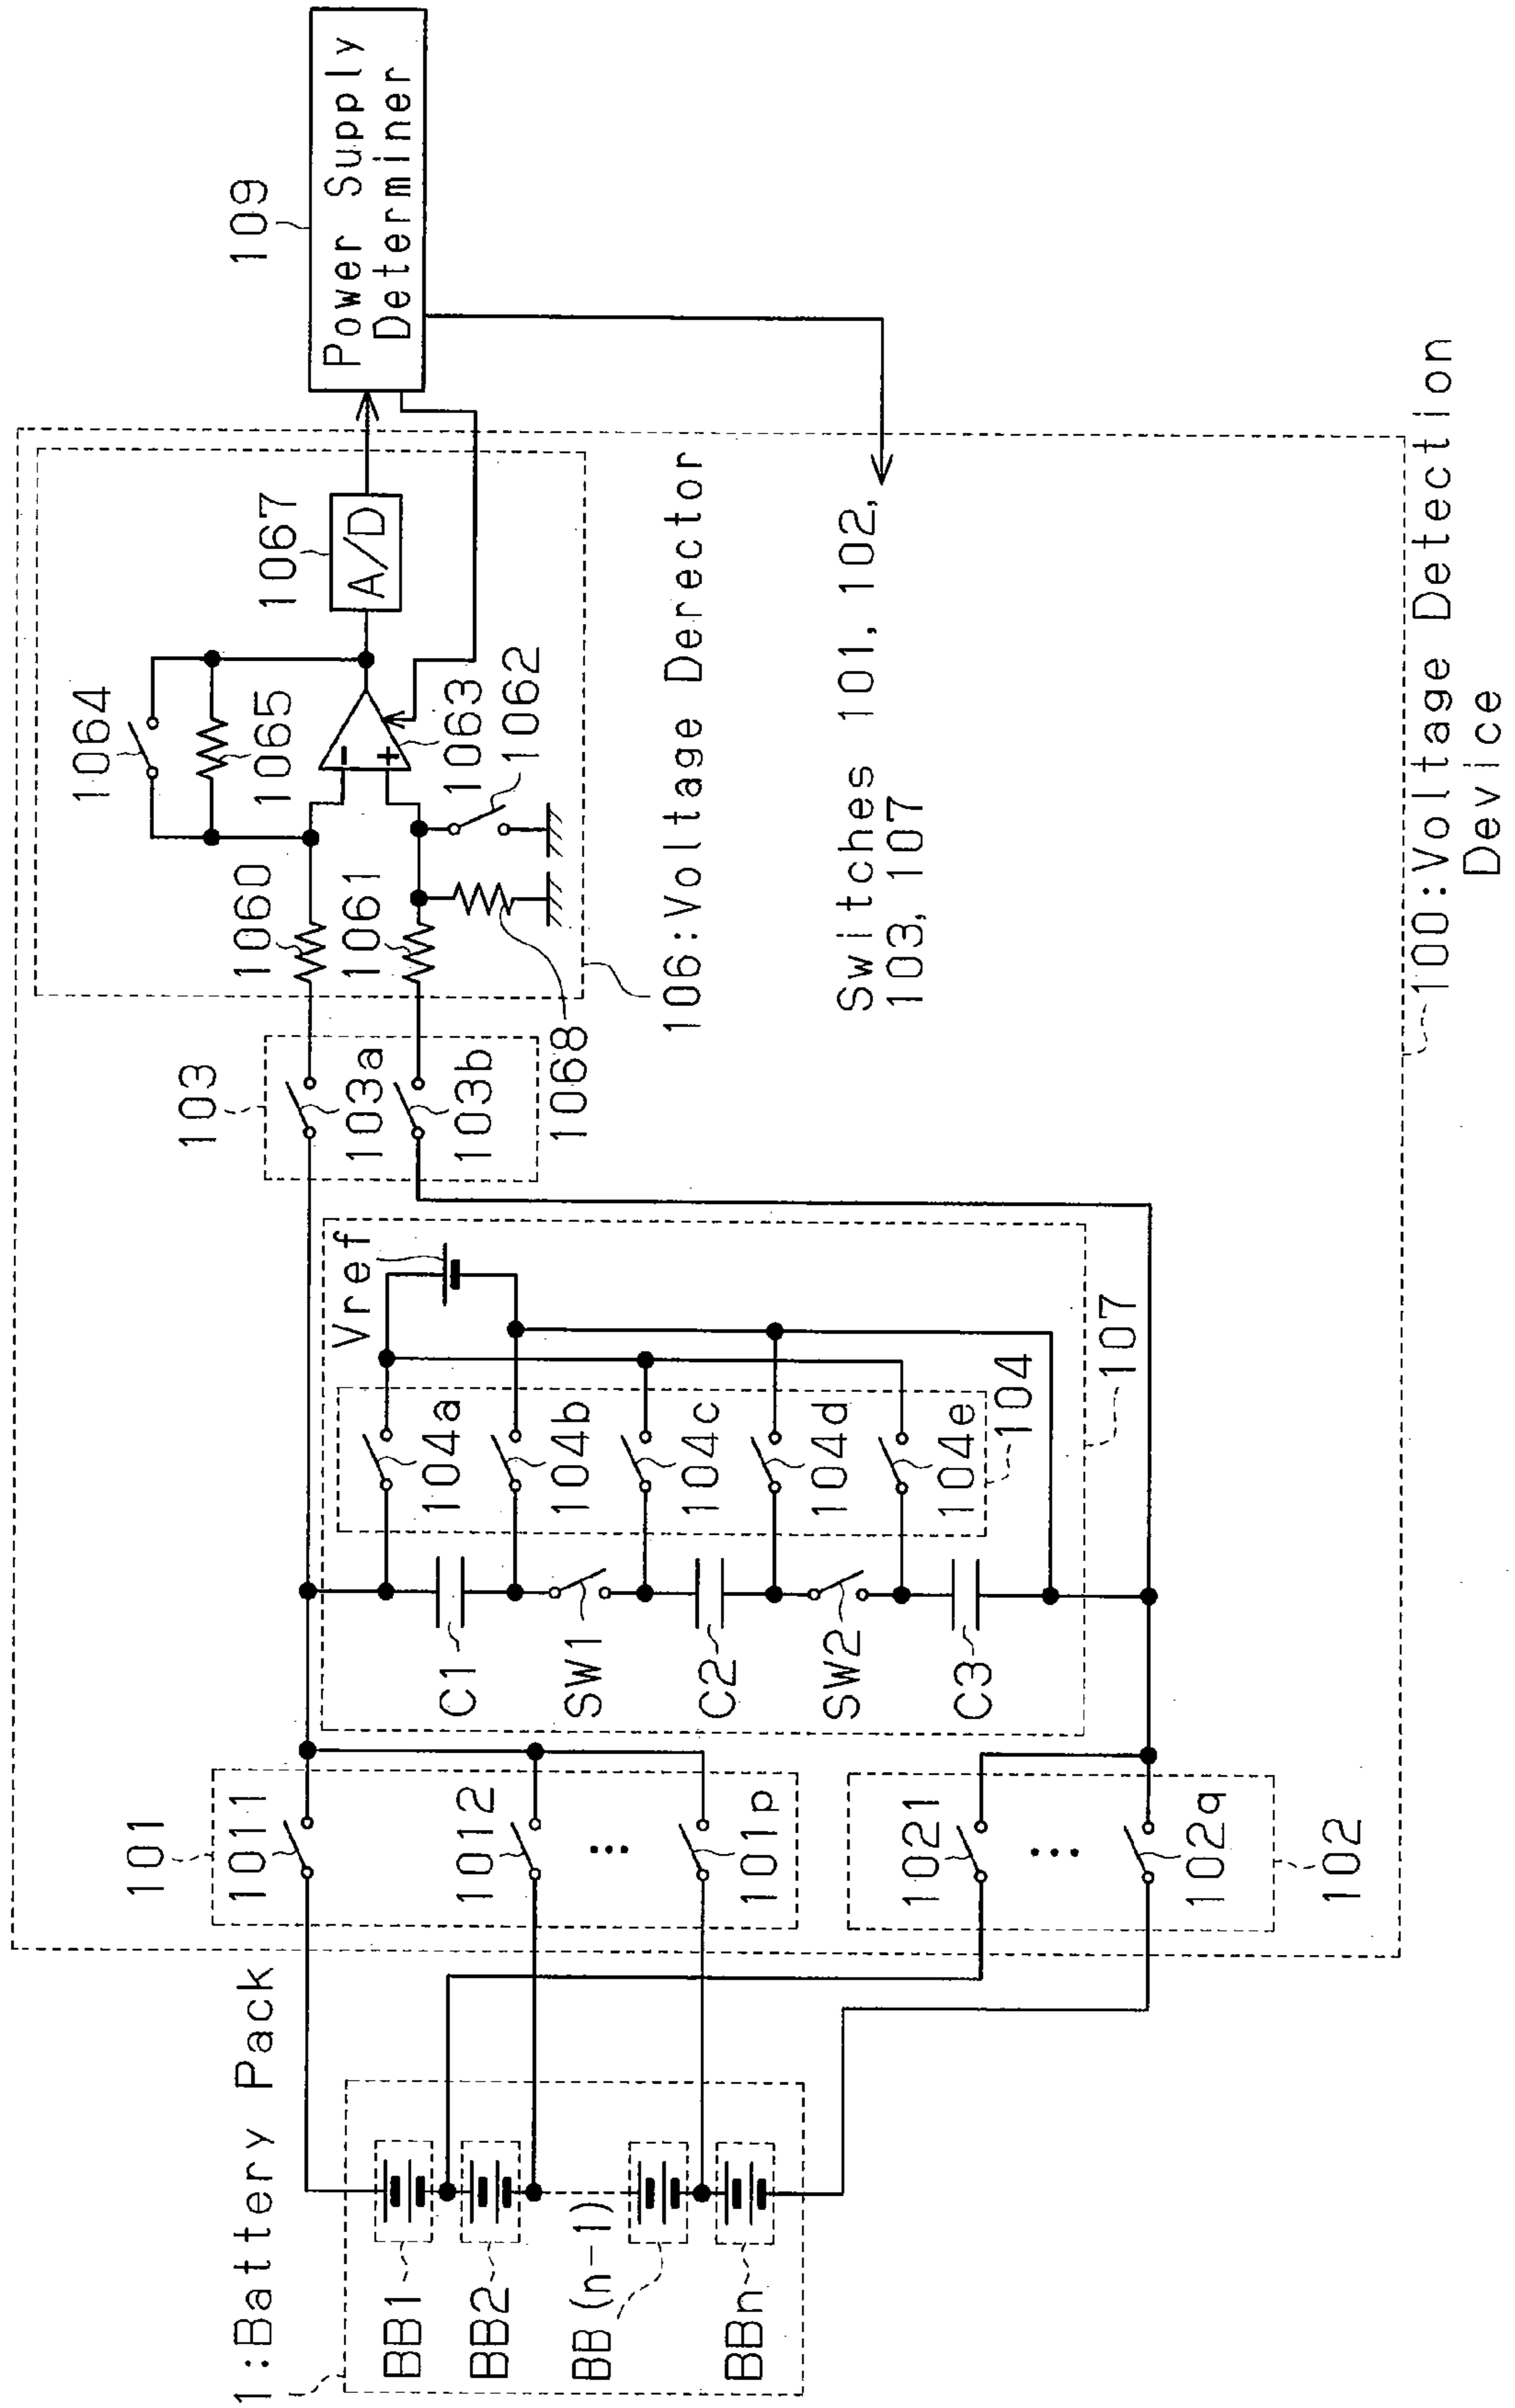 1:Battery Pack
BB1
BB2
BB(n-1)
BBn
101
1011
1012
101p
1021
102q
102
C1
SW1
C2
SW2
C3
Vref
104a
104b
104c
104d
104e
104
107
103
103a
103b
1060
1061
1068
1064
1065
1063
1062
1067
A/D
106:Voltage Derector
109
Power Supply
Determiner
Switches 101, 102,
103, 107
100:Voltage Detection
Device